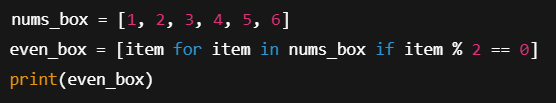 nums_box = [1, 2, 3, 4, 5, 6]
even_box = [item for item in nums_box if item % 2 == 0]
print(even_box)